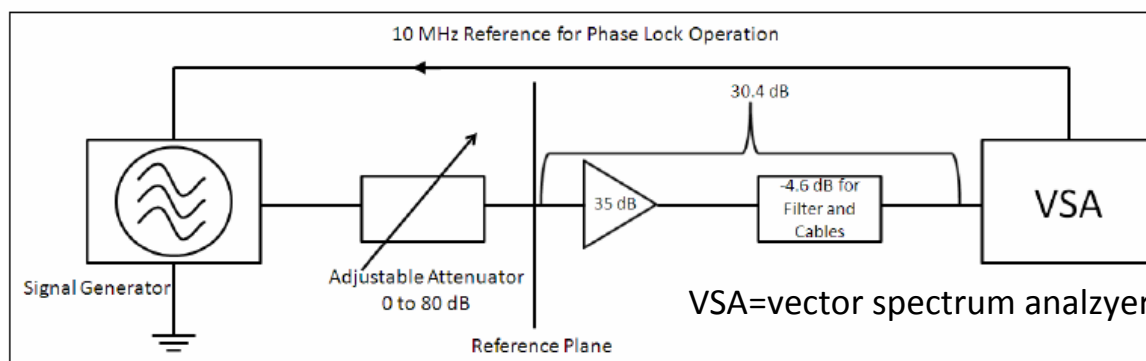 10 MHz Reference for Phase Lock Operation
30.4 dB
35 dB
-4.6 dB for
Filter and
Cables
VSA
Signal Generator
Adjustable Attenuator
0 to 80 dB
Reference Plane
VSA=vector spectrum analzyer